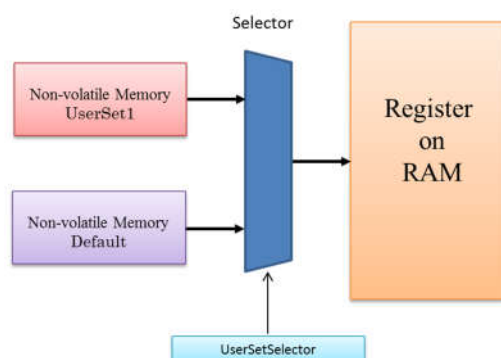 Selector
Non-volatile Memory
UserSet1
Non-volatile Memory
Default
Register
on
RAM
UserSetSelector